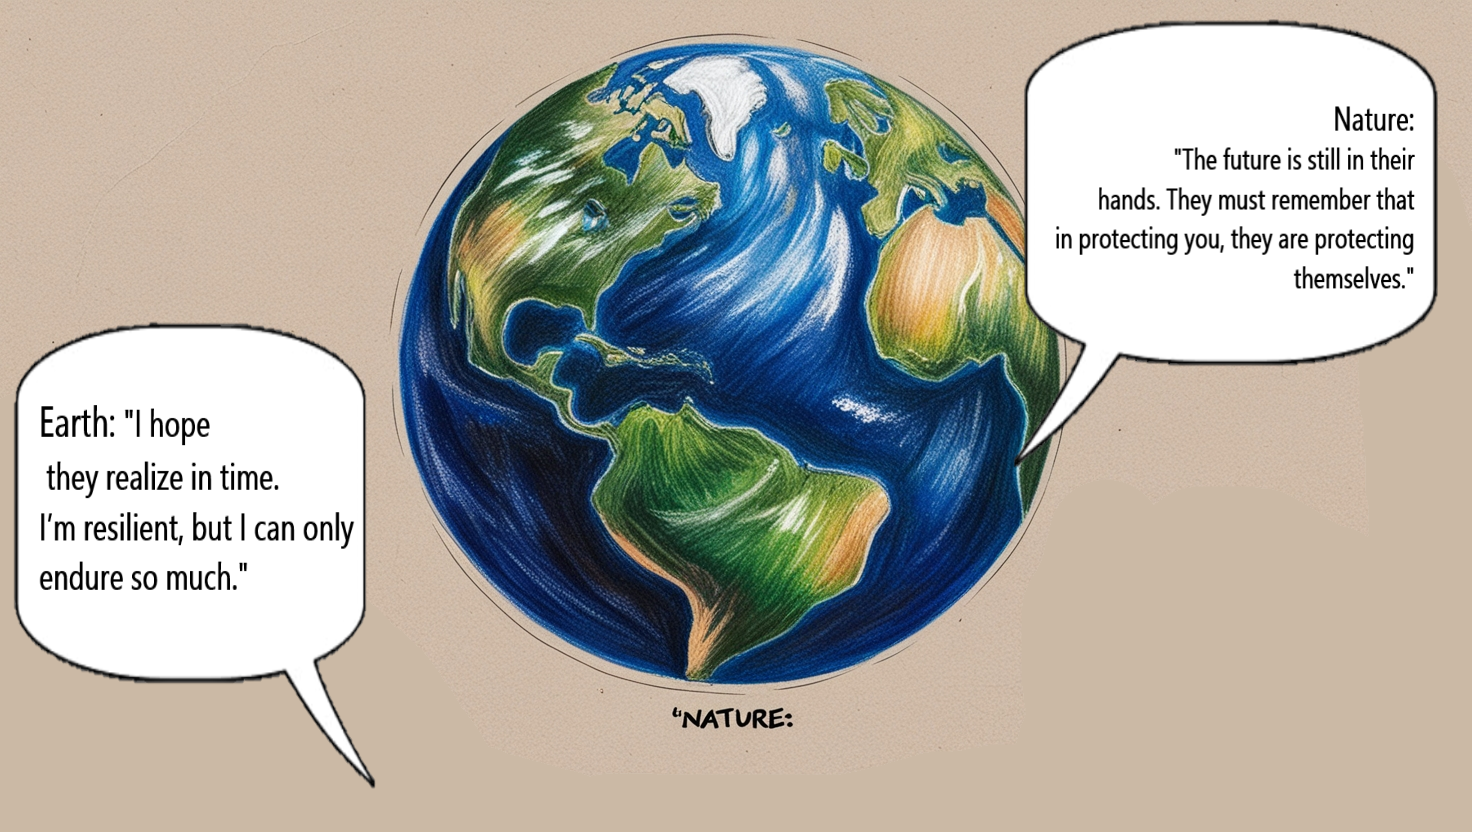 Earth: "I hope
they realize in time.
I’m resilient, but I can only
endure so much."
Nature:
"The future is still in their
hands. They must remember that
in protecting you, they are protecting
themselves."
“NATURE: